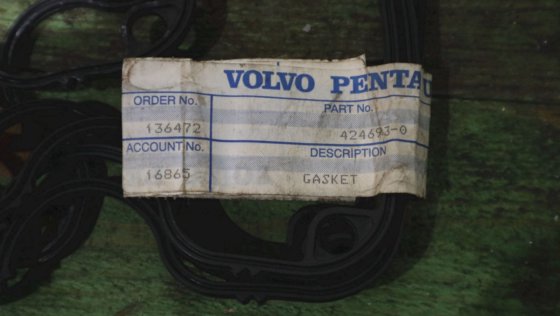 VOLVO PENTA
ORDER No.
PART No.
136472
424693-0
ACCOUNT No.
DESCRIPTION
16865
GASKET